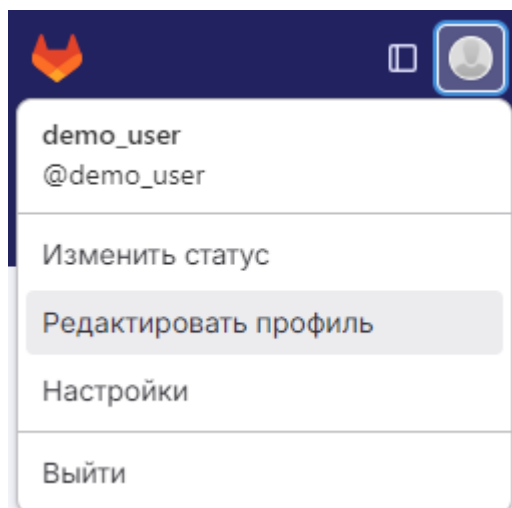 demo_user
@demo_user
Изменить статус
Редактировать профиль
Настройки
Выйти